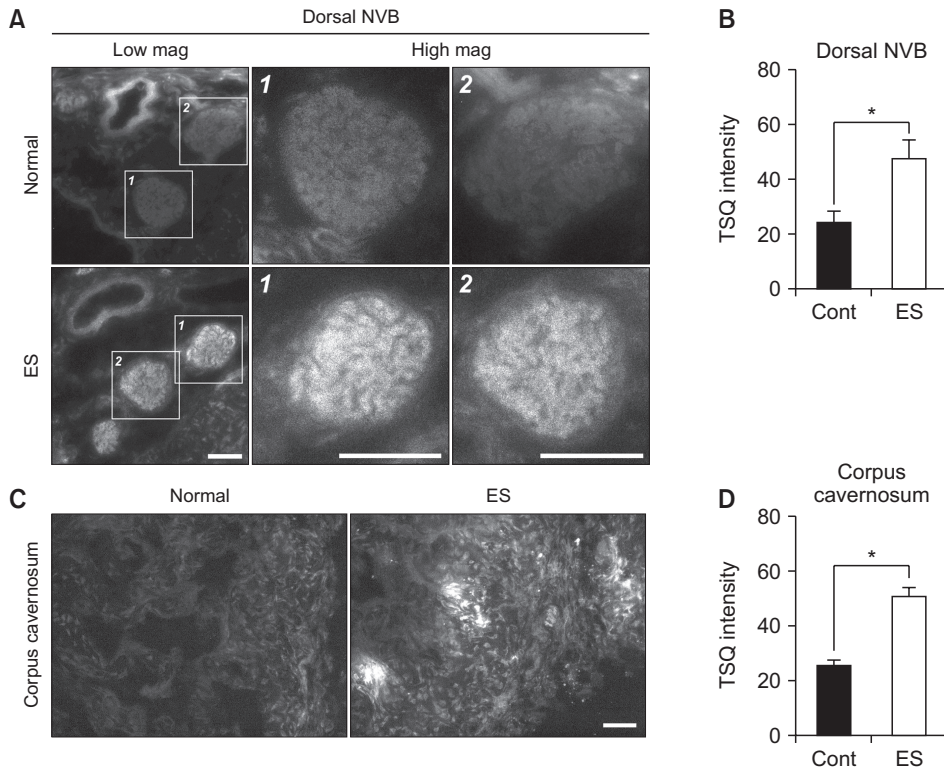 A
Dorsal NVB
Low mag
High mag
Normal
1
2
1
2
ES
1
2
1
2
B
Dorsal NVB
TSQ intensity
80
60
40
20
0
*
Cont
ES
C
Normal
ES
Corpus cavernosum
D
Corpus
cavernosum
TSQ intensity
80
60
40
20
0
*
Cont
ES